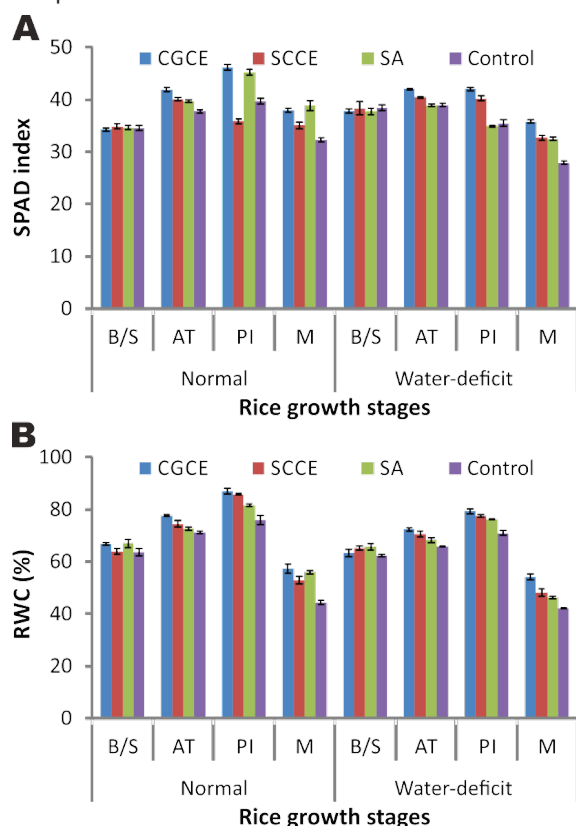 A
50
CGCE SCCE SA Control
40
30
20
10
0
SPAD index
B/S AT PI M B/S AT PI M
Normal Water-deficit
Rice growth stages
B
100
CGCE SCCE SA Control
80
60
40
20
0
RWC (%)
B/S AT PI M B/S AT PI M
Normal Water-deficit
Rice growth stages